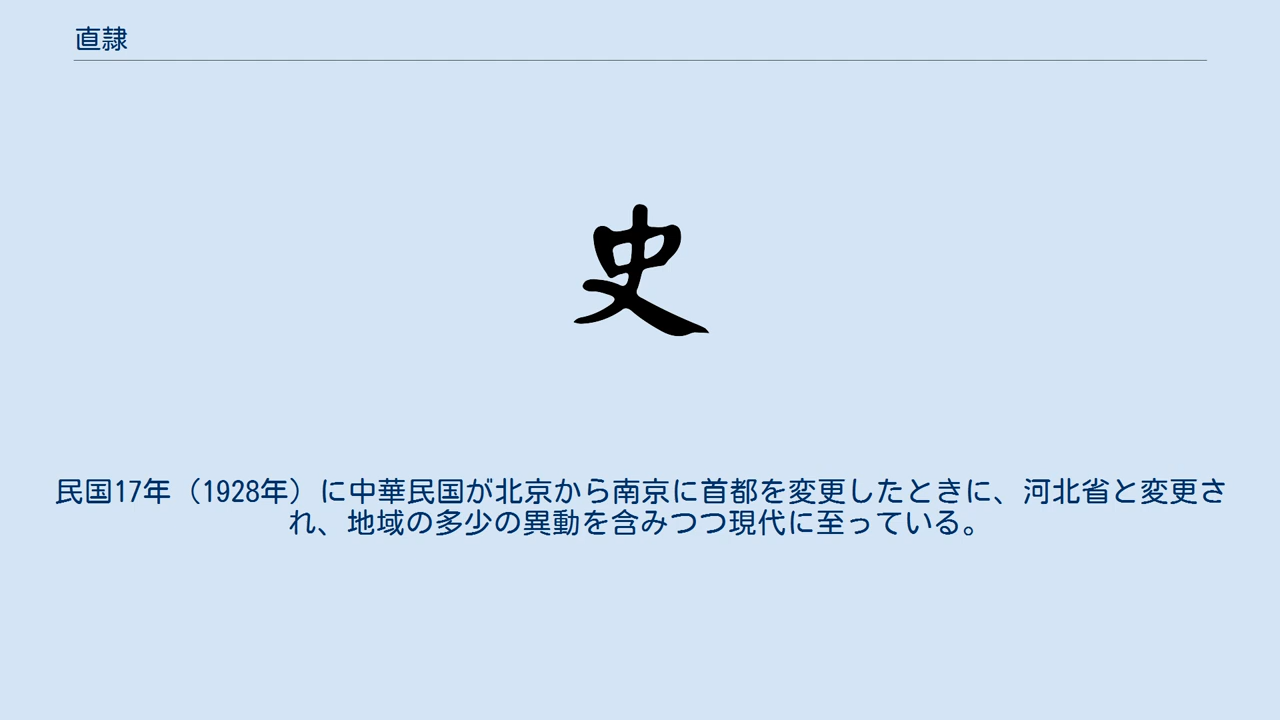 直隷
史
民国17年（1928年）に中華民国が北京から南京に首都を変更したときに、河北省と変更さ
れ、地域の多少の異動を含みつつ現代に至っている。